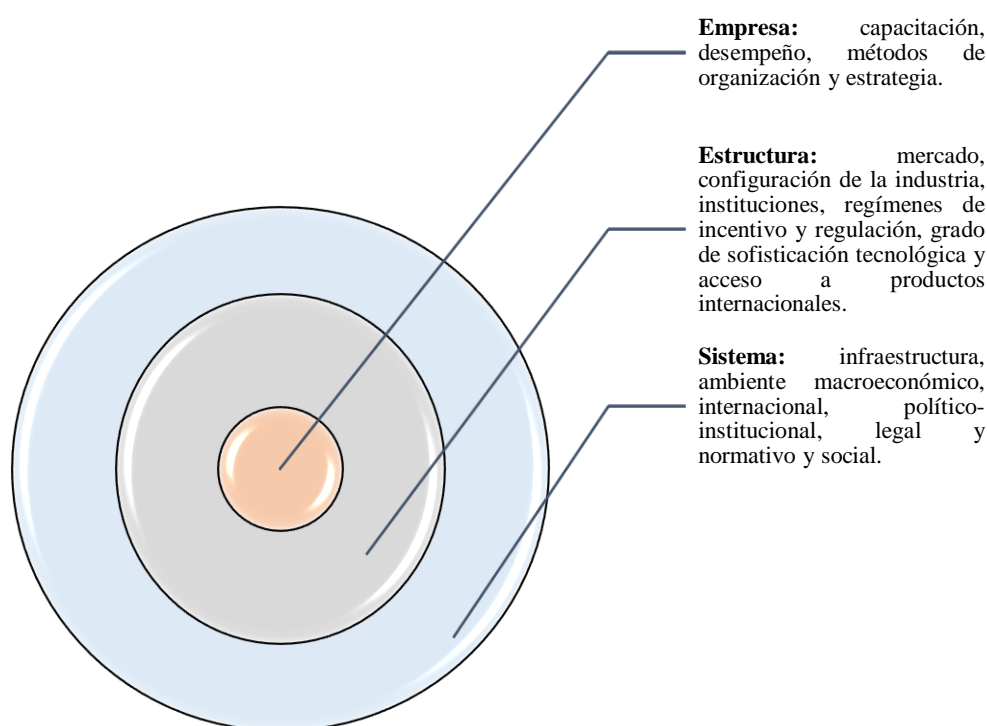 Empresa: capacitación,
desempeño, métodos de
organización y estrategia.
Estructura: mercado,
configuración de la industria,
instituciones, regímenes de
incentivo y regulación, grado
de sofisticación tecnológica y
acceso a productos
internacionales.
Sistema: infraestructura,
ambiente macroeconómico,
internacional, político-
institucional, legal y
normativo y social.